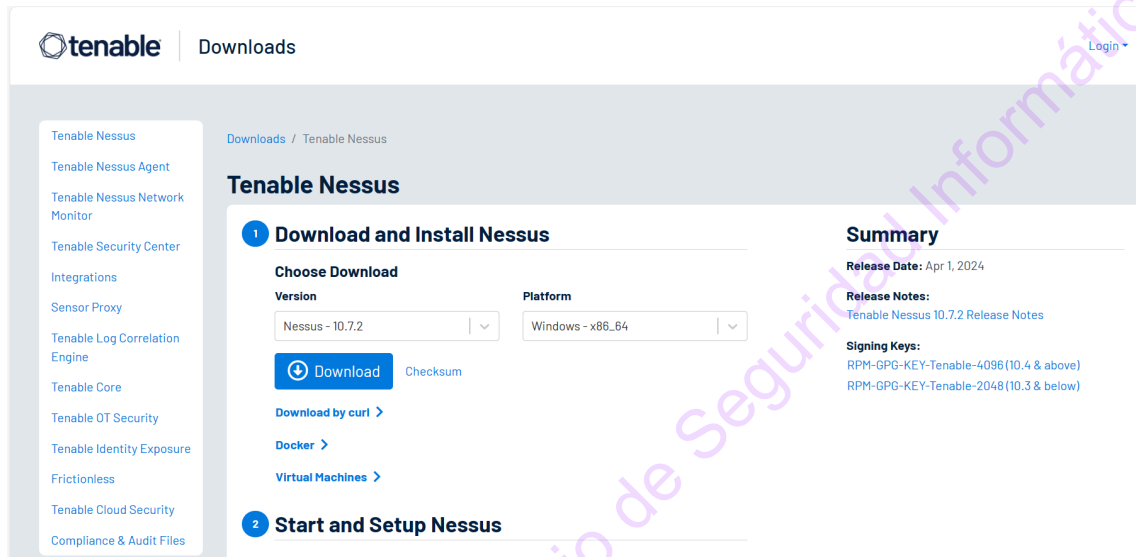 tenable
Downloads
Login
Tenable Nessus
Tenable Nessus Agent
Tenable Nessus Network
Monitor
Tenable Security Center
Integrations
Sensor Proxy
Tenable Log Correlation
Engine
Tenable Core
Tenable OT Security
Tenable Identity Exposure
Frictionless
Tenable Cloud Security
Compliance & Audit Files
Downloads / Tenable Nessus
Tenable Nessus
1 Download and Install Nessus
Choose Download
Version
Platform
Nessus - 10.7.2
Windows - x86_64
Download
Checksum
Download by curl
Docker
Virtual Machines
2 Start and Setup Nessus
Summary
Release Date: Apr 1, 2024
Release Notes:
Tenable Nessus 10.7.2 Release Notes
Signing Keys:
RPM-GPG-KEY-Tenable-4096 (10.4 & above)
RPM-GPG-KEY-Tenable-2048 (10.3 & below)
de Seguridad